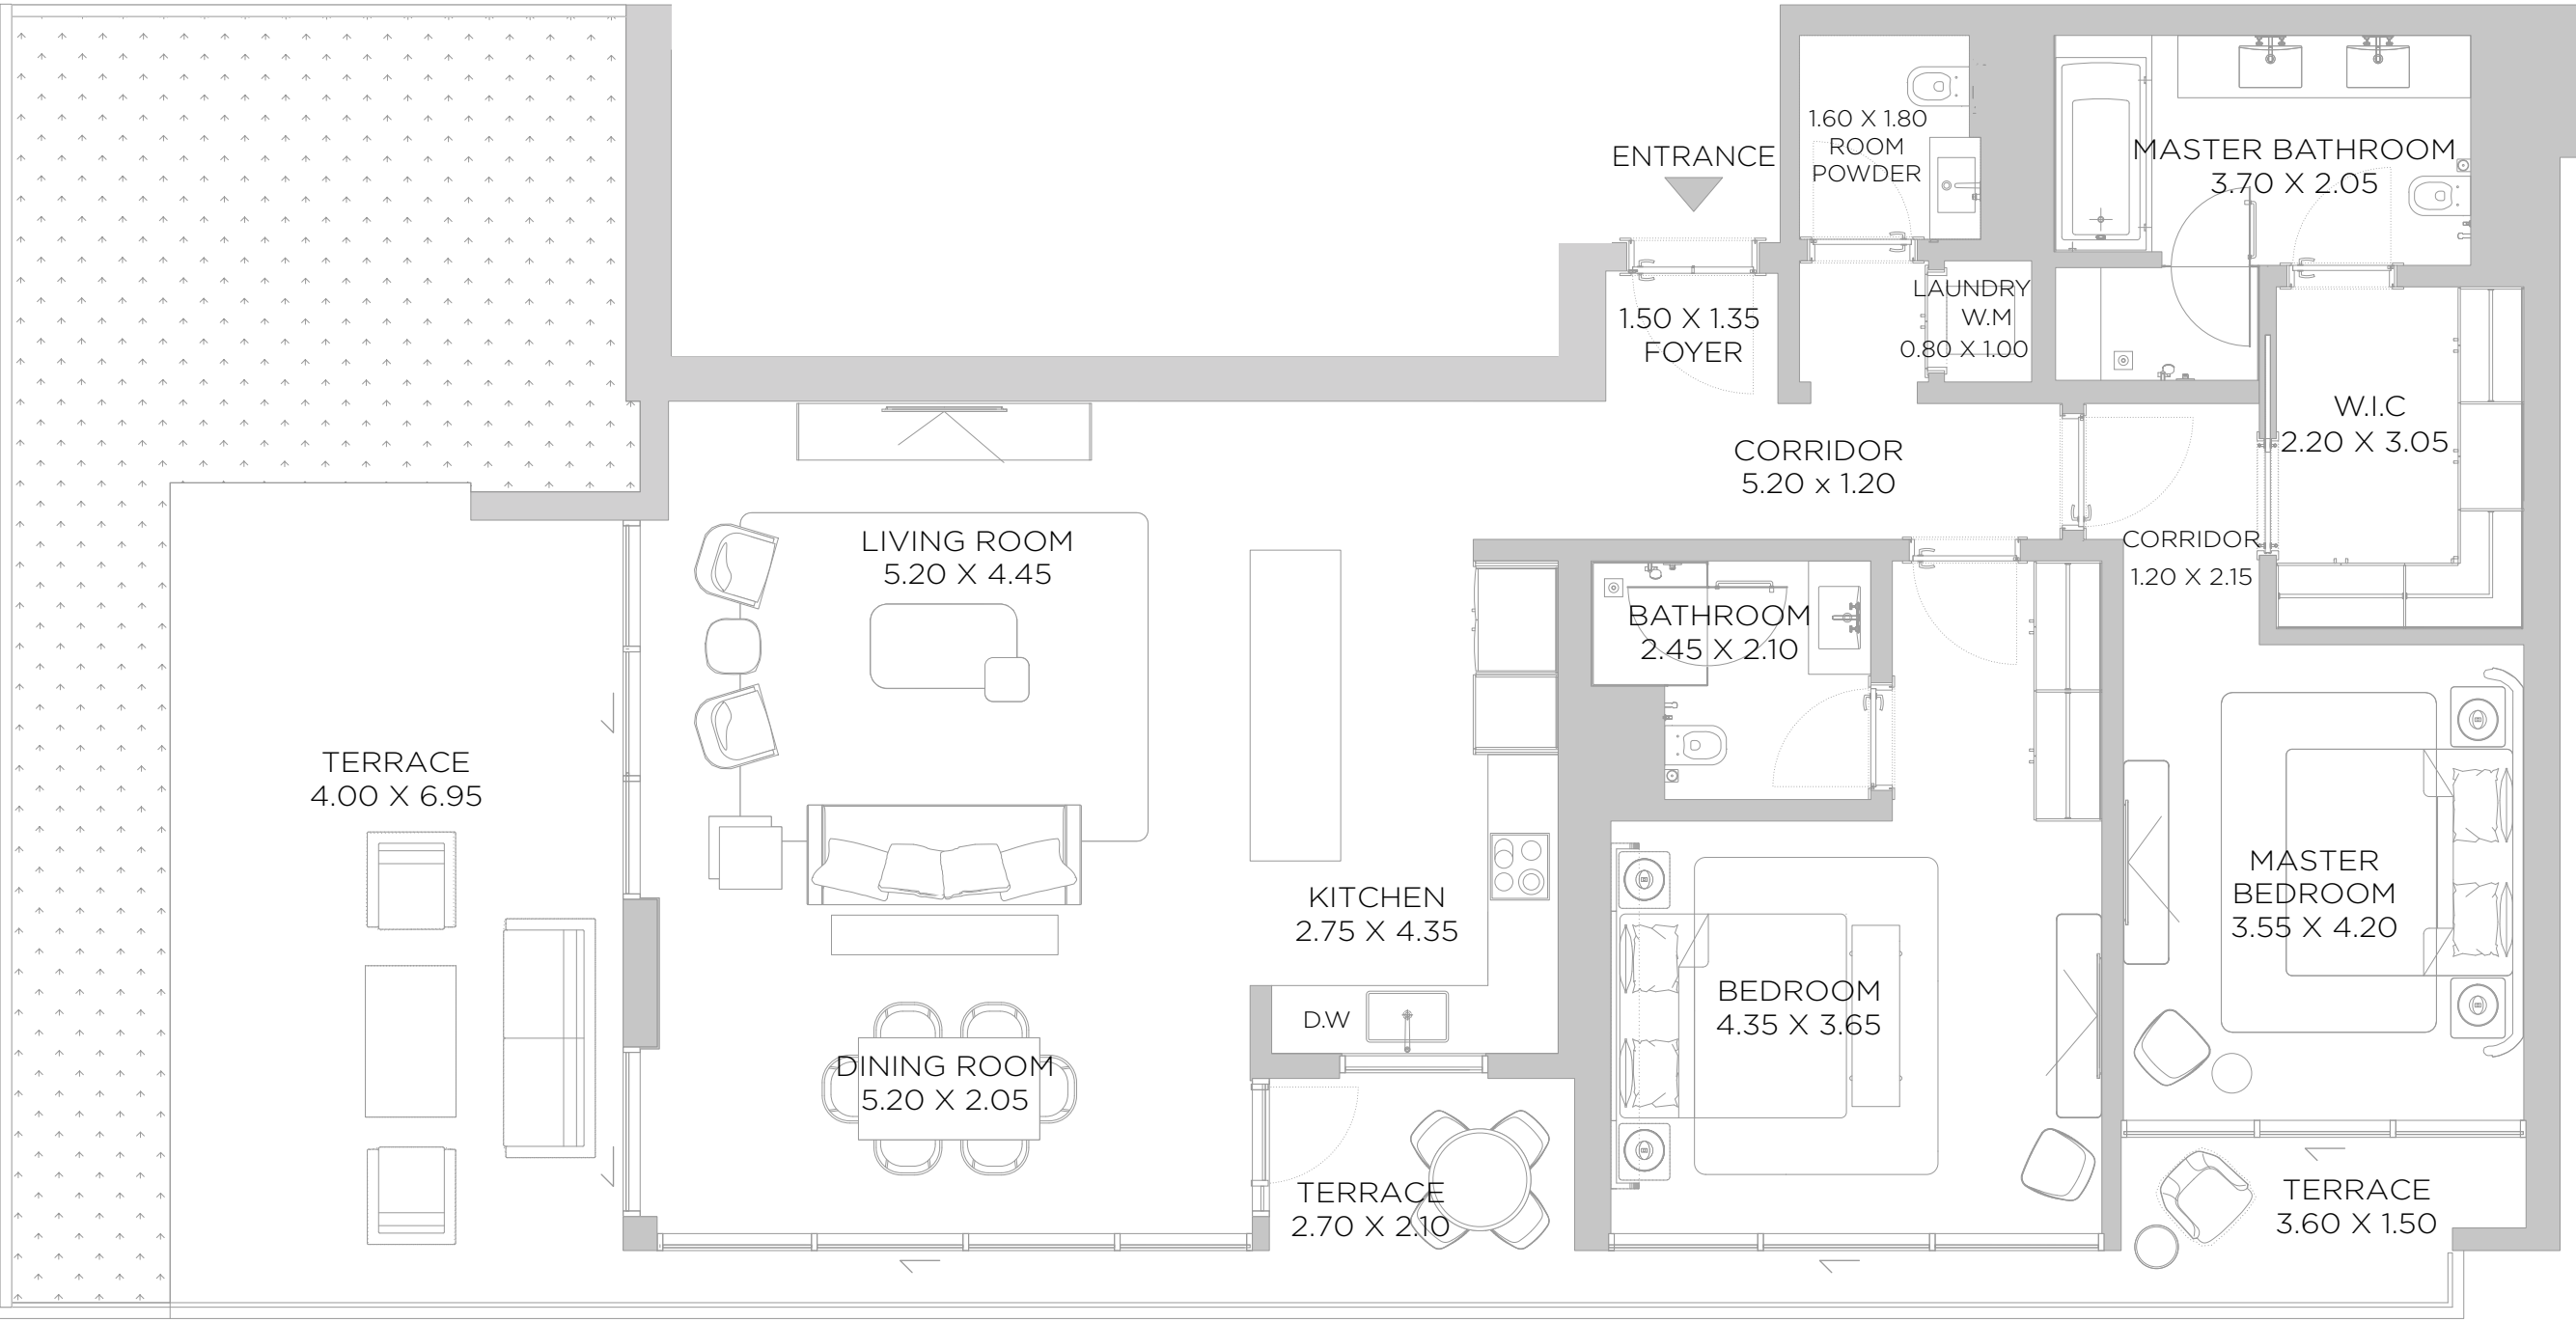 1.60 X 1.80
ROOM
POWDER
MASTER BATHROOM
3.70 X 2.05
ENTRANCE
1.50 X 1.35
FOYER
LAUNDRY
W.M
0.80 X 1.00
W.I.C
2.20 X 3.05
CORRIDOR
5.20 x 1.20
CORRIDOR
1.20 X 2.15
LIVING ROOM
5.20 X 4.45
BATHROOM
2.45 X 2.10
TERRACE
4.00 X 6.95
KITCHEN
2.75 X 4.35
MASTER
BEDROOM
3.55 X 4.20
BEDROOM
4.35 X 3.65
D.W
DINING ROOM
5.20 X 2.05
TERRACE
2.70 X 2.10
TERRACE
3.60 X 1.50